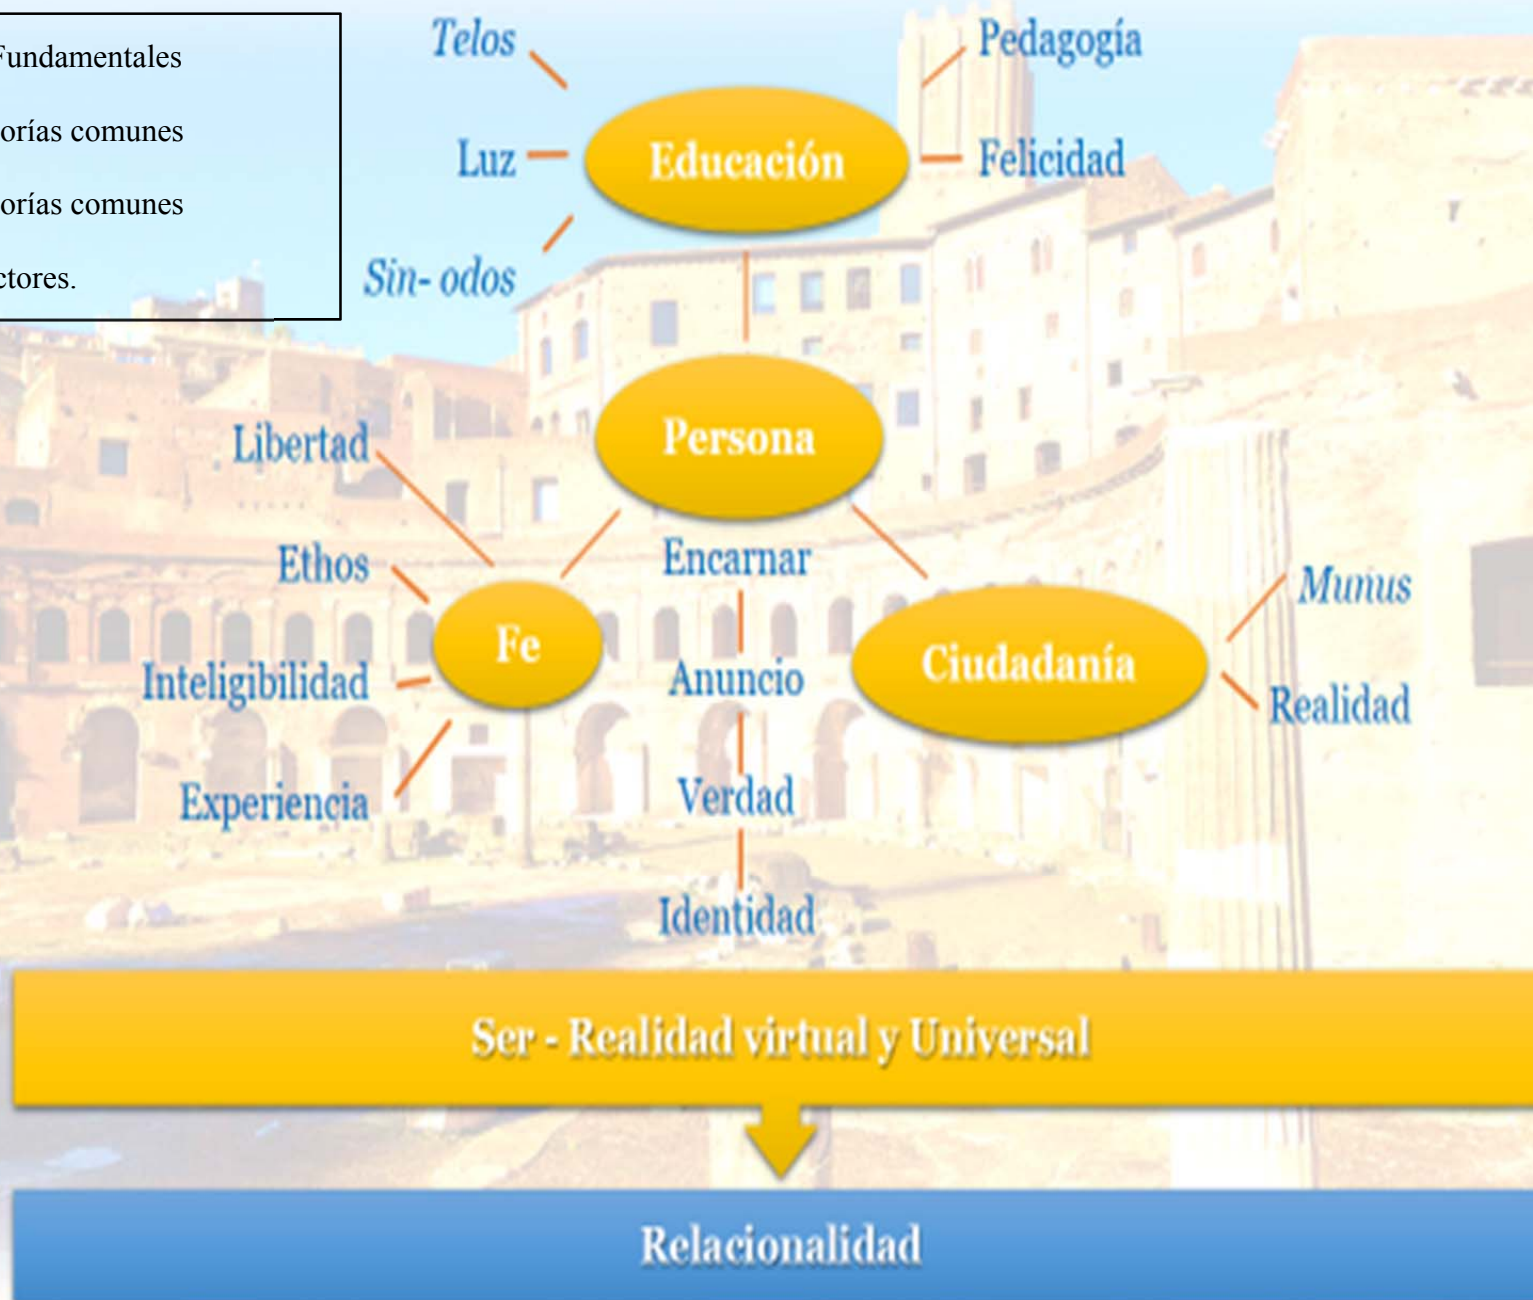 Fundamentales
orías comunes
orías comunes
ctores.
Telos
Pedagogía
Luz
Educación
Felicidad
Sin- odos
Libertad
Persona
Ethos
Encarnar
Munus
Fe
Ciudadanía
Inteligibilidad
Anuncio
Realidad
Experiencia
Verdad
Identidad
Ser - Realidad virtual y Universal
Relacionalidad